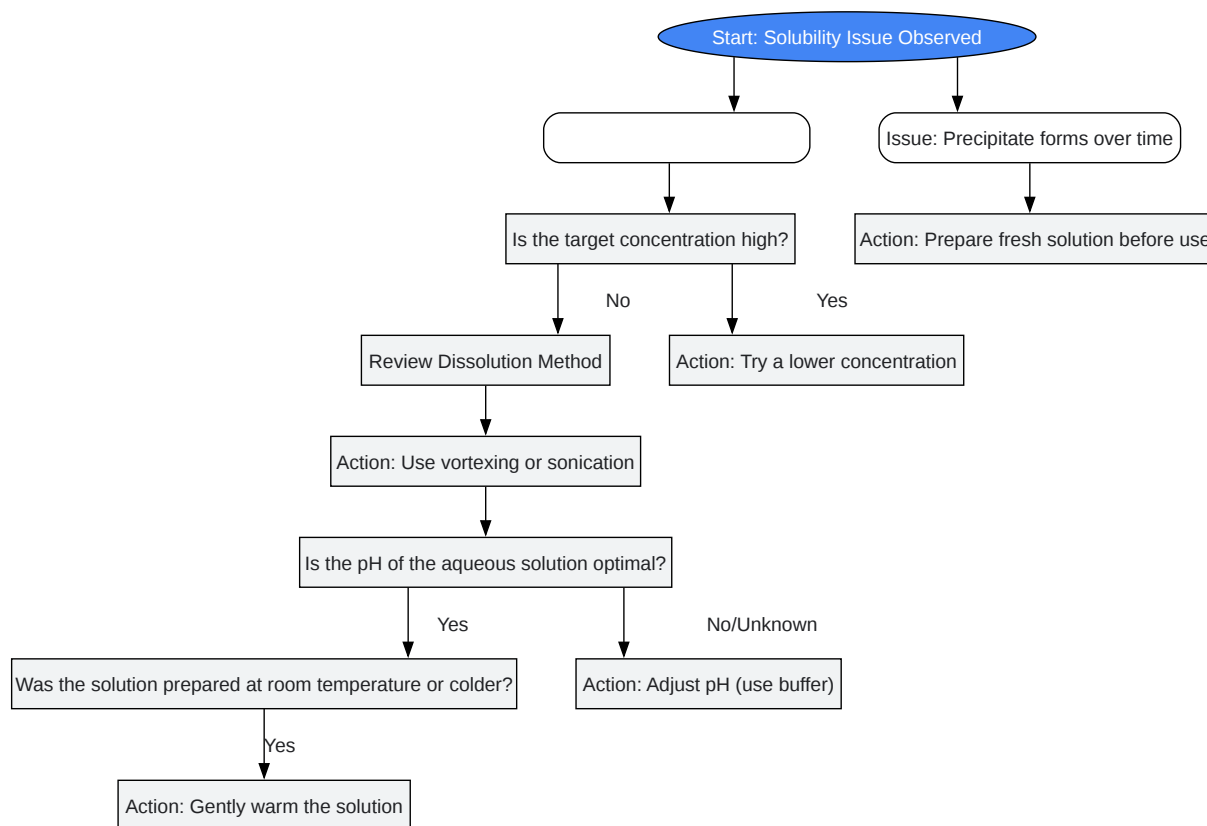 Start: Solubility Issue Observed
Issue: Precipitate forms over time
Is the target concentration high?
Action: Prepare fresh solution before use
No
Yes
Review Dissolution Method
Action: Try a lower concentration
Action: Use vortexing or sonication
Is the pH of the aqueous solution optimal?
Yes
No/Unknown
Was the solution prepared at room temperature or colder?
Action: Adjust pH (use buffer)
Yes
Action: Gently warm the solution